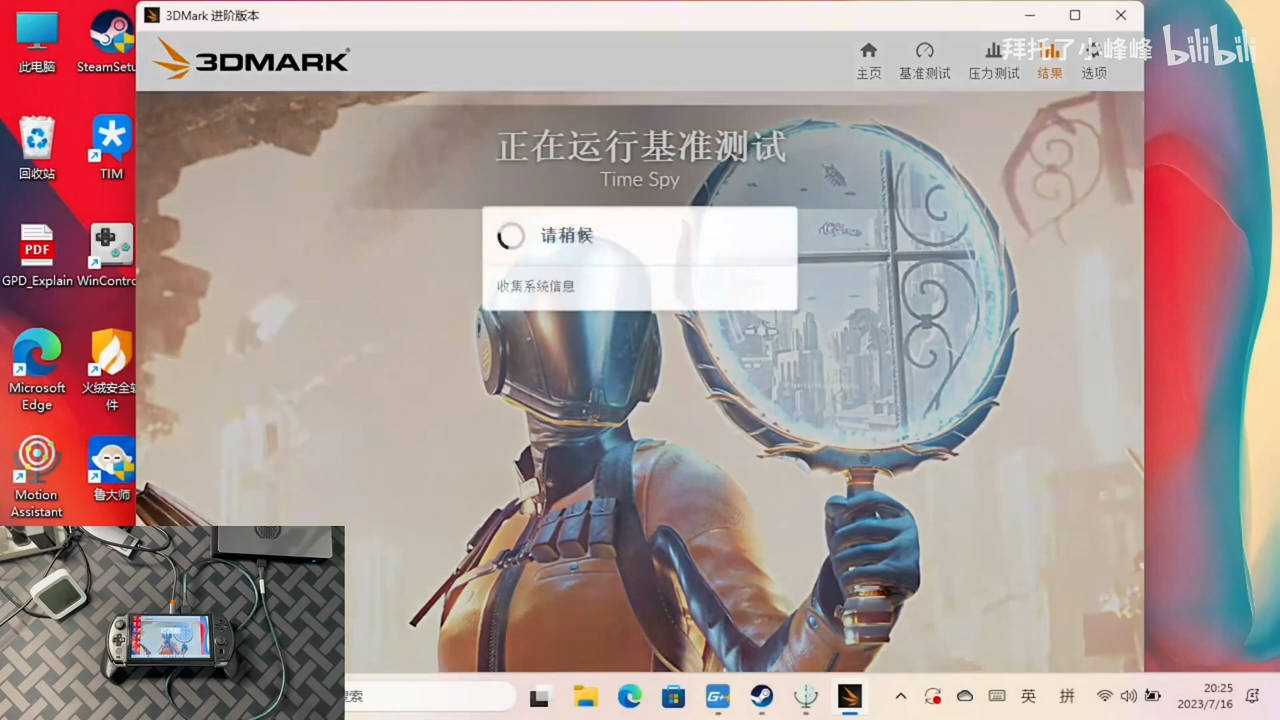 3DMark 进阶版本
拜托了小峰峰 bilibili
3DMARK
主页 基准测试 压力测试 结果 选项
正在运行基准测试
Time Spy
请稍候
收集系统信息
此电脑
SteamSetu
回收站
TIM
PDF
GPD_Explain
WinContro
Microsoft Edge
火绒安全软件
Motion Assistant
鲁大师
搜索
英 拼
20:25
2023/7/16